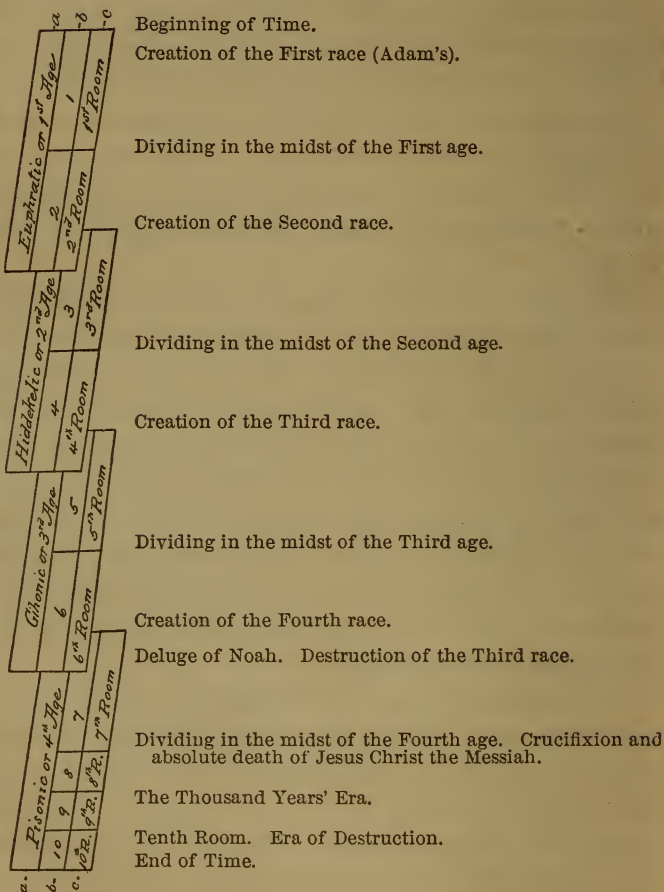 -a
-b
-c
Beginning of Time.
Creation of the First race (Adam's).
Euphratic or 1st Age
1
1st Room
Dividing in the midst of the First age.
2
2nd Room
Creation of the Second race.
Hiddekelic or 2nd Age
3
3rd Room
Dividing in the midst of the Second age.
4
4th Room
Creation of the Third race.
Gihonic or 3rd Age
5
5th Room
Dividing in the midst of the Third age.
6
6th Room
Creation of the Fourth race.
Deluge of Noah. Destruction of the Third race.
Pisonic or 4th Age
7
7th Room
Dividing in the midst of the Fourth age. Crucifixion and
absolute death of Jesus Christ the Messiah.
8
8th R.
The Thousand Years' Era.
9
9th R.
Tenth Room. Era of Destruction.
10
10th R.
End of Time.
a-
b-
c-